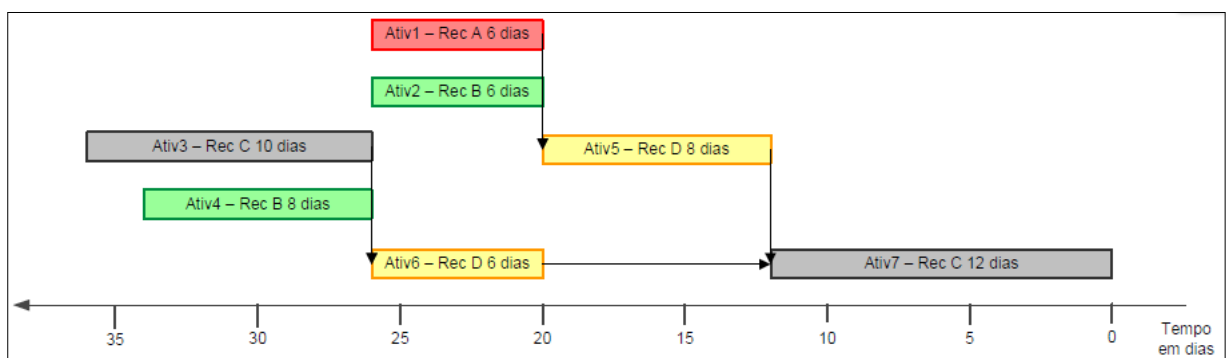 Ativ1 – Rec A 6 dias
Ativ2 – Rec B 6 dias
Ativ3 – Rec C 10 dias
Ativ5 – Rec D 8 dias
Ativ4 – Rec B 8 dias
Ativ6 – Rec D 6 dias
Ativ7 – Rec C 12 dias
35 30 25 20 15 10 5 0
Tempo
em dias